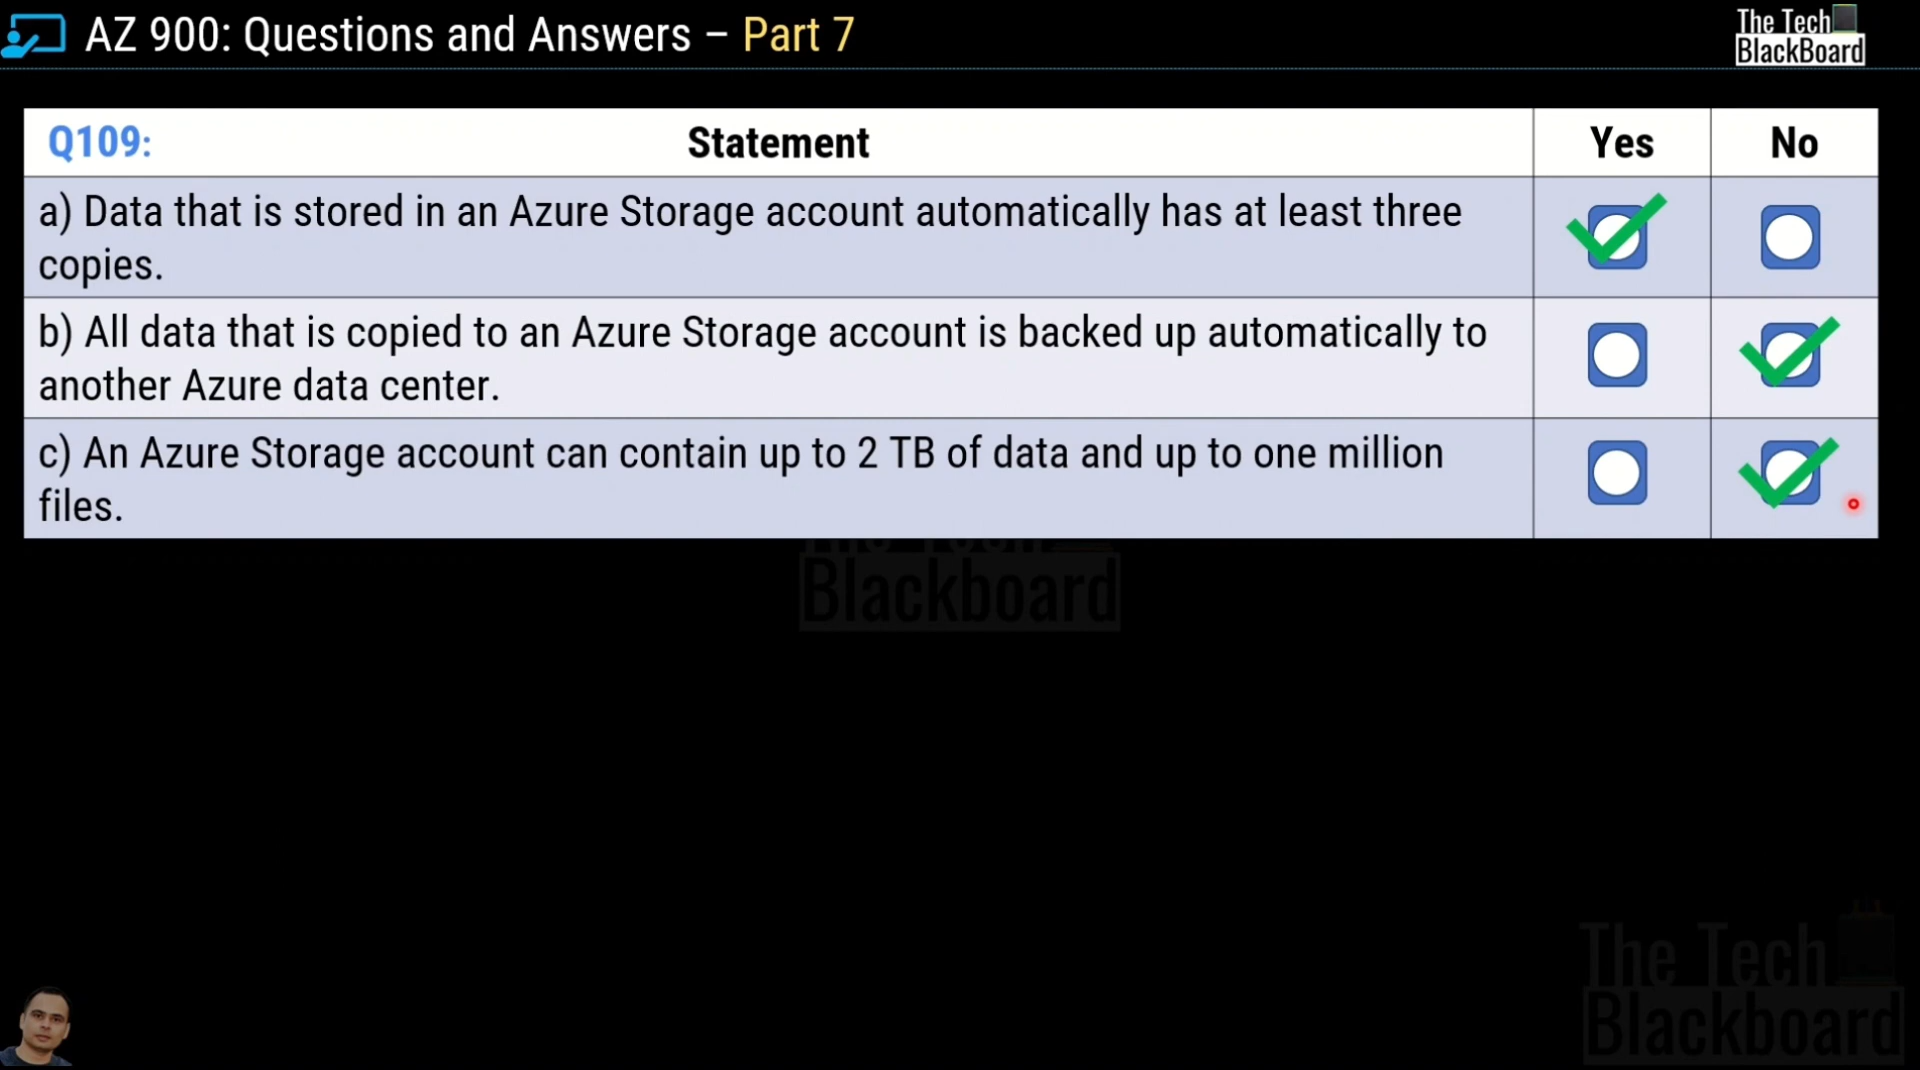 AZ 900: Questions and Answers – Part 7
The Tech
BlackBoard
Q109: Statement Yes No
a) Data that is stored in an Azure Storage account automatically has at least three
copies.
b) All data that is copied to an Azure Storage account is backed up automatically to
another Azure data center.
c) An Azure Storage account can contain up to 2 TB of data and up to one million
files.
The Tech
Blackboard
The Tech
Blackboard